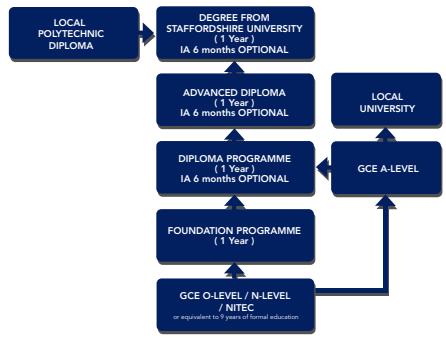 LOCAL
POLYTECHNIC
DIPLOMA
DEGREE FROM
STAFFORDSHIRE UNIVERSITY
( 1 Year )
IA 6 months OPTIONAL
ADVANCED DIPLOMA
( 1 Year )
IA 6 months OPTIONAL
LOCAL
UNIVERSITY
DIPLOMA PROGRAMME
( 1 Year )
IA 6 months OPTIONAL
GCE A-LEVEL
FOUNDATION PROGRAMME
( 1 Year )
GCE O-LEVEL / N-LEVEL
/ NITEC
or equivalent to 9 years of formal education